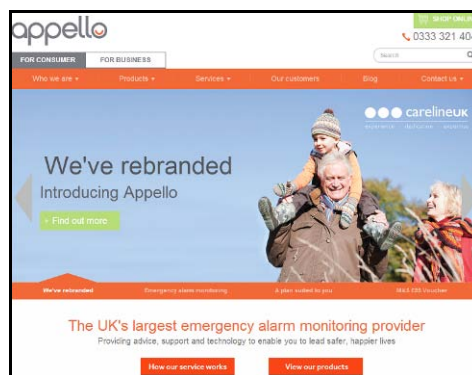 appello
SHOP ONLIN
0333 321 40
FOR CONSUMER FOR BUSINESS
Search
Who we are Products Services Our customers Blog Contact us
carelineUK
We've rebranded
Introducing Appello
Find out more
We've rebranded Emergency alarm monitoring A plan suited to you
The UK's largest emergency alarm monitoring provider
Providing advice, support and technology to enable you to lead safer, happier lives
How our service works View our products